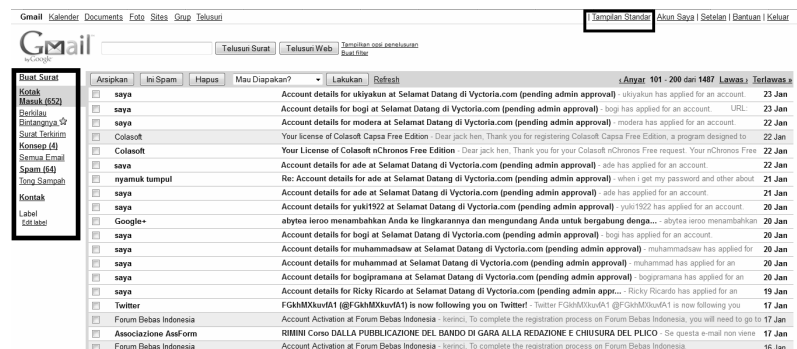 Gmail Kalender Documents Foto Sites Grup Telusuri | Tampilan Standar | Akun Saya | Setelan | Bantuan | Keluar
Gmail by Google Telusuri Surat Telusuri Web Tampilkan opsi penelusuran
Buat filter
Buat Surat
Kotak
Masuk (652)
Berkilau
Bintangnya
Surat Terkirim
Konsep (4)
Semua Email
Spam (64)
Tong Sampah
Kontak
Label
Edit label
Arsipkan Ini Spam Hapus Mau Diapakan? Lakukan Refresh ‹ Anyar 101 - 200 dari 1487 Lawas › Terlawas »
saya Account details for ukiyakun at Selamat Datang di Vyctoria.com (pending admin approval) - ukiyakun has applied for an account. 23 Jan
saya Account details for bogi at Selamat Datang di Vyctoria.com (pending admin approval) - bogi has applied for an account. URL: 23 Jan
saya Account details for modera at Selamat Datang di Vyctoria.com (pending admin approval) - modera has applied for an account. 22 Jan
Colasoft Your license of Colasoft Capsa Free Edition - Dear jack hen, Thank you for registering Colasoft Capsa Free Edition, a program designed to 22 Jan
Colasoft Your License of Colasoft nChronos Free Edition - Dear jack hen, Thank you for your Colasoft nChronos Free request. Your nChronos Free 22 Jan
saya Account details for ade at Selamat Datang di Vyctoria.com (pending admin approval) - ade has applied for an account. 22 Jan
nyamuk tumpul Re: Account details for ade at Selamat Datang di Vyctoria.com (pending admin approval) - when i get my password and other about 21 Jan
saya Account details for ade at Selamat Datang di Vyctoria.com (pending admin approval) - ade has applied for an account. 21 Jan
saya Account details for yuki1922 at Selamat Datang di Vyctoria.com (pending admin approval) - yuki1922 has applied for an account. 20 Jan
Google+ abytea ieroo menambahkan Anda ke lingkarannya dan mengundang Anda untuk bergabung denga... - abytea ieroo menambahkan 20 Jan
saya Account details for bogi at Selamat Datang di Vyctoria.com (pending admin approval) - bogi has applied for an account. 20 Jan
saya Account details for muhammadsaw at Selamat Datang di Vyctoria.com (pending admin approval) - muhammadsaw has applied for 20 Jan
saya Account details for muhammad at Selamat Datang di Vyctoria.com (pending admin approval) - muhammad has applied for an 20 Jan
saya Account details for bogipramana at Selamat Datang di Vyctoria.com (pending admin approval) - bogipramana has applied for an 20 Jan
saya Account details for Ricky Ricardo at Selamat Datang di Vyctoria.com (pending admin appr... - Ricky Ricardo has applied for an 19 Jan
Twitter FGkhMXkuvfA1 (@FGkhMXkuvfA1) is now following you on Twitter! - Twitter FGkhMXkuvfA1 is now following you 17 Jan
Forum Bebas Indonesia Account Activation at Forum Bebas Indonesia - kerinci, To complete the registration process on Forum Bebas Indonesia, you will need to go to 17 Jan
Associazione AssForm RIMINI Corso DALLA PUBBLICAZIONE DEL BANDO DI GARA ALLA REDAZIONE E CHIUSURA DEL PLICO - Se questa e-mail non viene 17 Jan
Forum Bebas Indonesia Account Activation at Forum Bebas Indonesia - kerinci, To complete the registration process on Forum Bebas Indonesia, you will need to go to 16 Jan